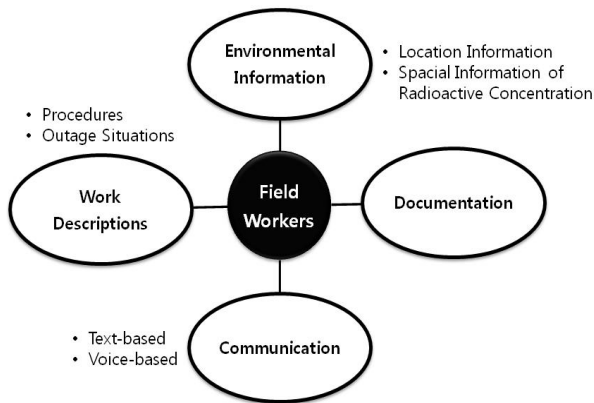 Environmental
Information
• Location Information
• Spacial Information of
Radioactive Concentration
• Procedures
• Outage Situations
Work
Descriptions
Field
Workers
Documentation
• Text-based
• Voice-based
Communication